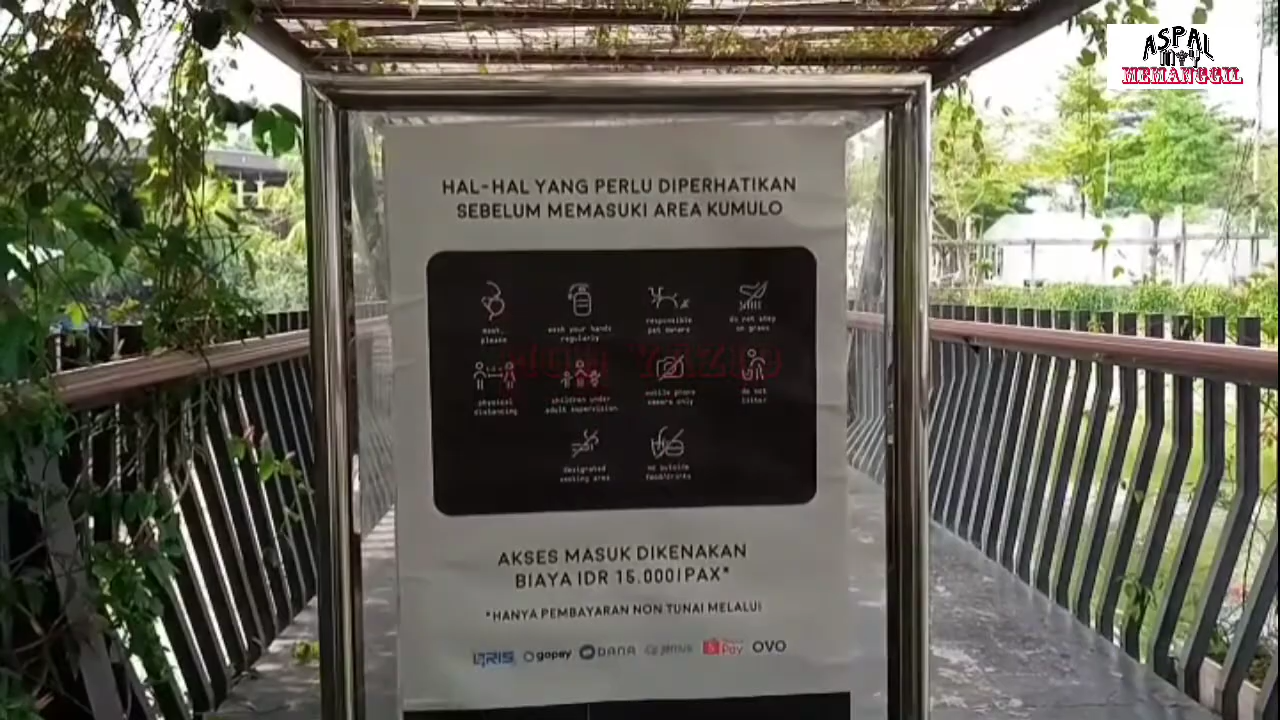 ASPAL
MEMANGGIL
HAL-HAL YANG PERLU DIPERHATIKAN
SEBELUM MEMASUKI AREA KUMULO
mask,
please
wash your hands
regularly
responsible
pet owners
do not step
on grass
physical
distancing
children under
adult supervision
mobile phone
camera only
do not
litter
designated
smoking area
no outside
food/drinks
AKSES MASUK DIKENAKAN
BIAYA IDR 15.000/PAX*
*HANYA PEMBAYARAN NON TUNAI MELALUI
QRIS gopay DANA jenius Pay OVO